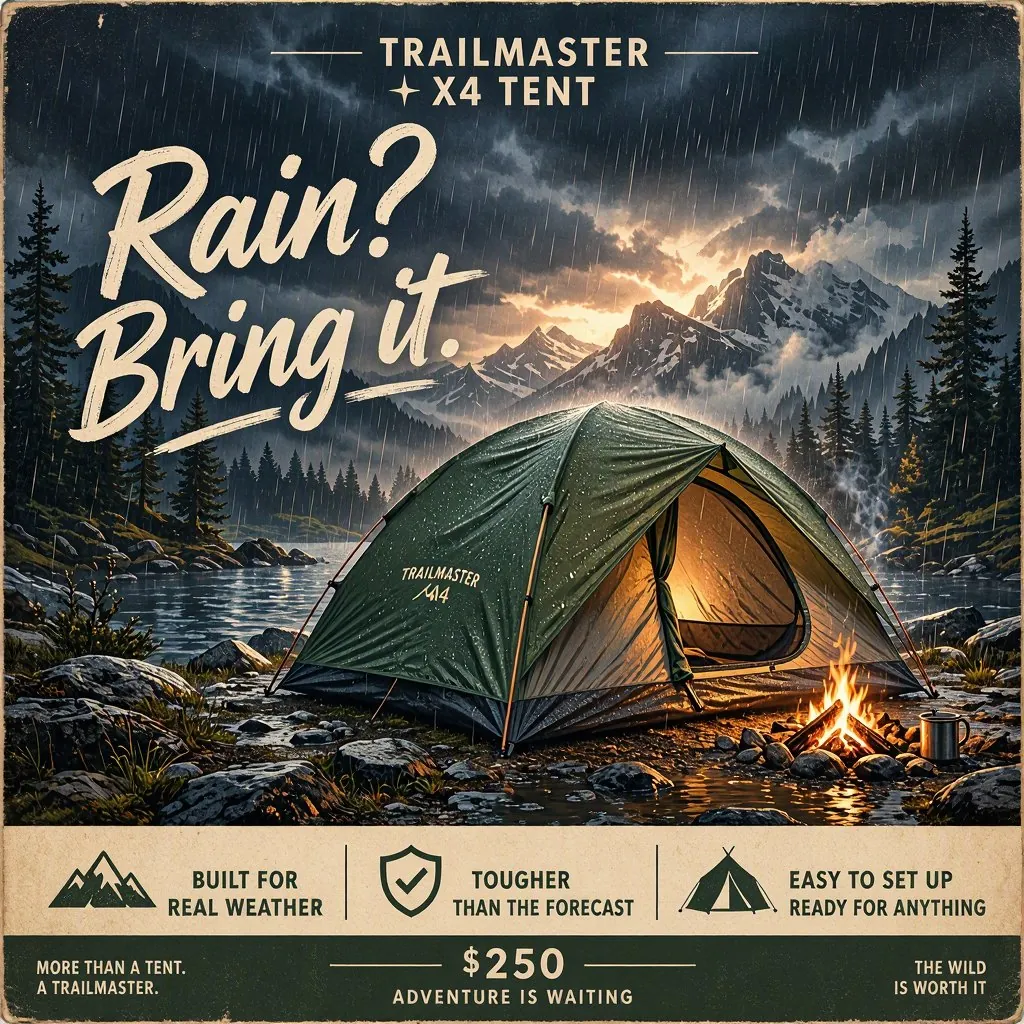 TRAILMASTER
X4 TENT
Rain?
Bring it.
TRAILMASTER
BUILT FOR
REAL WEATHER
TOUGHER
THAN THE FORECAST
EASY TO SET UP
READY FOR ANYTHING
MORE THAN A TENT.
A TRAILMASTER.
$250
ADVENTURE IS WAITING
THE WILD
IS WORTH IT